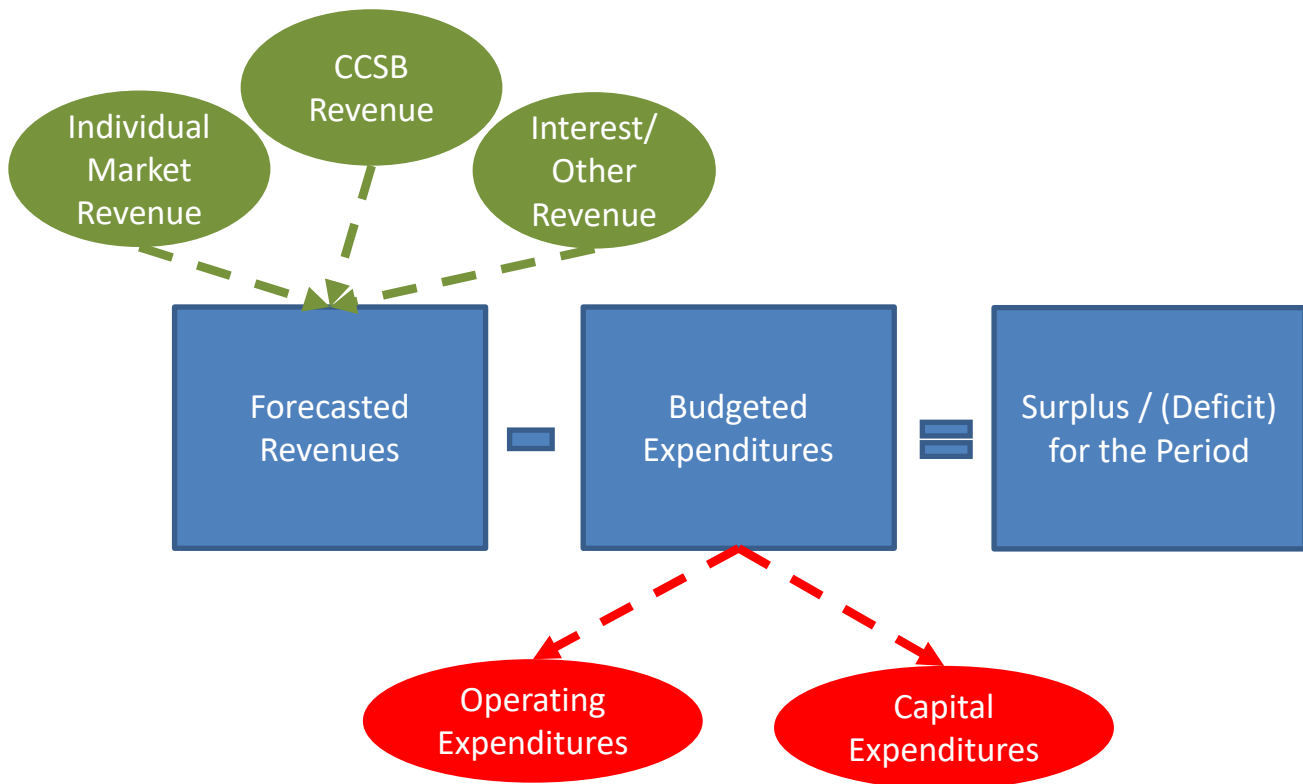 CCSB
Revenue
Individual
Market
Revenue
Interest/
Other
Revenue
Forecasted
Revenues
Budgeted
Expenditures
Surplus / (Deficit)
for the Period
Operating
Expenditures
Capital
Expenditures